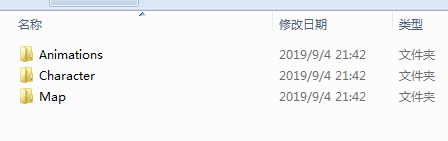 名称 修改日期 类型
Animations 2019/9/4 21:42 文件夹
Character 2019/9/4 21:42 文件夹
Map 2019/9/4 21:42 文件夹